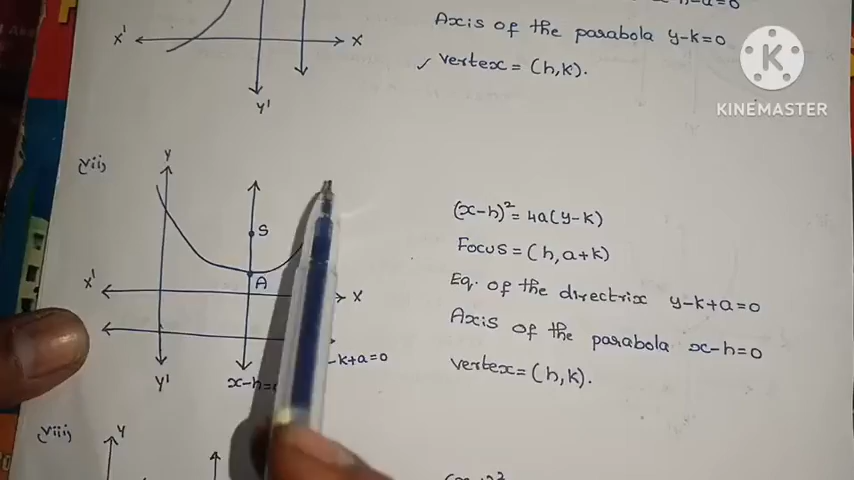 Axis of the parabola y-k=0
✓ vertex = (h,k).
x' x
y'
KINEMASTER
vii,
y
S
A
x' x
-k+a=0
y' x-h=
(x-h)² = 4a(y-k)
Focus = (h, a+k)
Eq. of the directrix y-k+a=0
Axis of the parabola x-h=0
vertex = (h,k).
viii,
y